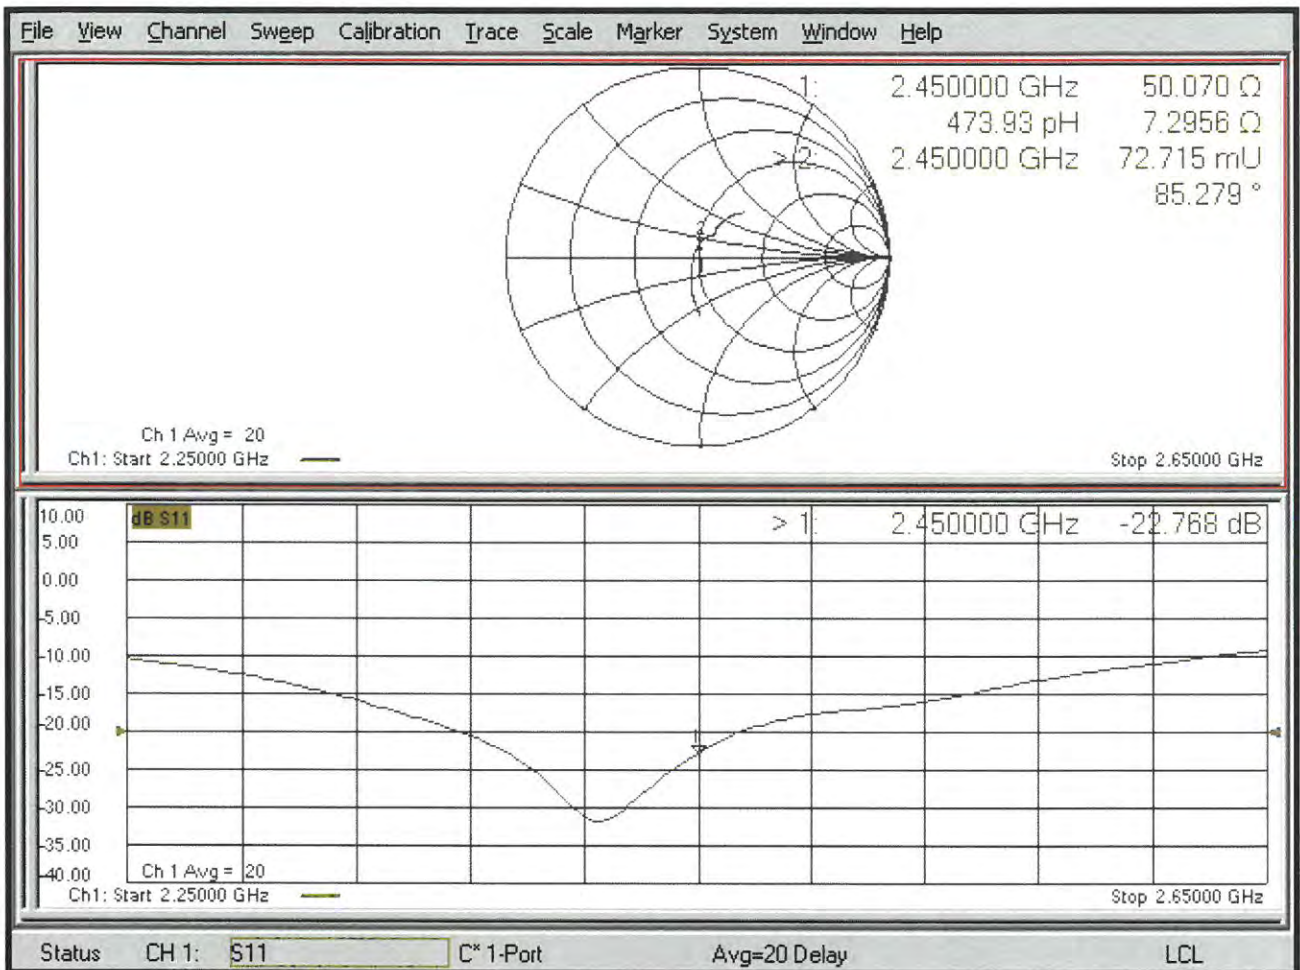 File View Channel Sweep Calibration Trace Scale Marker System Window Help
1: 2.450000 GHz 50.070 Ω
473.93 pH 7.2956 Ω
> 2: 2.450000 GHz 72.715 mU
85.279 °
Ch 1 Avg = 20
Ch1: Start 2.25000 GHz Stop 2.65000 GHz
10.00 dB S11 > 1: 2.450000 GHz -22.768 dB
5.00
0.00
-5.00
-10.00
-15.00
-20.00
-25.00
-30.00
-35.00
-40.00 Ch 1 Avg = 20
Ch1: Start 2.25000 GHz Stop 2.65000 GHz
Status CH 1: S11 C* 1-Port Avg=20 Delay LCL